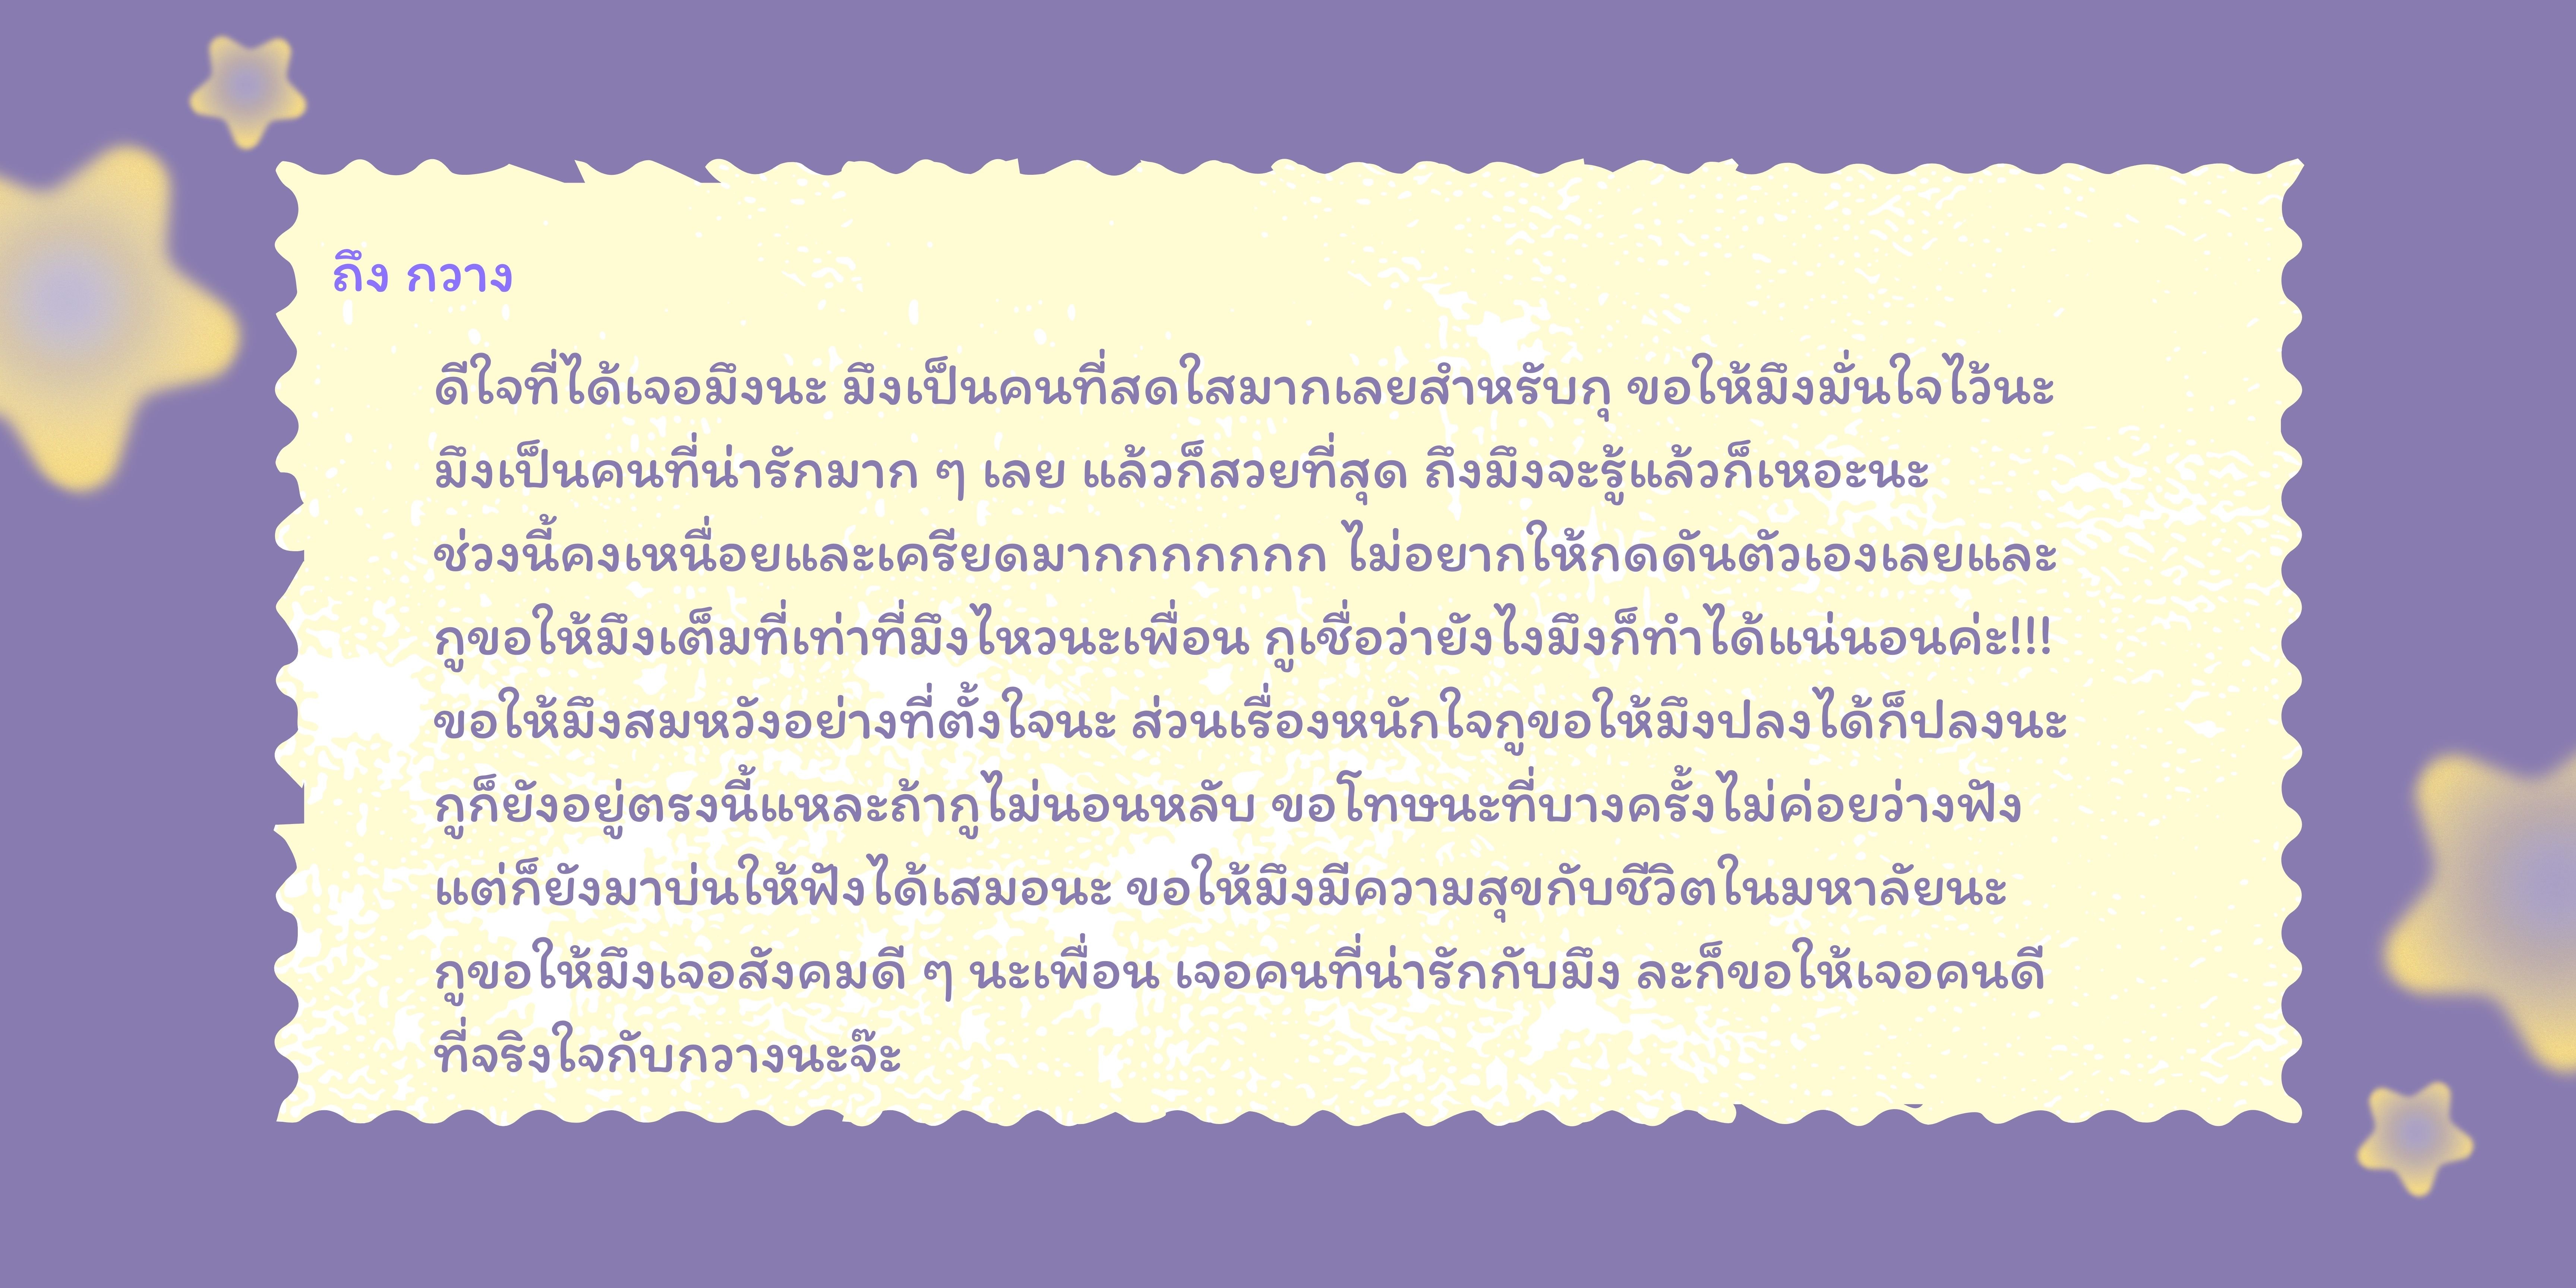 ถึง กวาง
ดีใจที่ได้เจอมึงนะ มึงเป็นคนที่สดใสมากเลยสำหรับกุ ขอให้มึงมั่นใจไว้นะ
มึงเป็นคนที่น่ารักมาก ๆ เลย แล้วก็สวยที่สุด ถึงมึงจะรู้แล้วก็เหอะนะ
ช่วงนี้คงเหนื่อยและเครียดมากกกกกกก ไม่อยากให้กดดันตัวเองเลยและ
กูขอให้มึงเต็มที่เท่าที่มึงไหวนะเพื่อน กูเชื่อว่ายังไงมึงก็ทำได้แน่นอนค่ะ!!!
ขอให้มึงสมหวังอย่างที่ตั้งใจนะ ส่วนเรื่องหนักใจกูขอให้มึงปลงได้ก็ปลงนะ
กูก็ยังอยู่ตรงนี้แหละถ้ากูไม่นอนหลับ ขอโทษนะที่บางครั้งไม่ค่อยว่างฟัง
แต่ก็ยังมาบ่นให้ฟังได้เสมอนะ ขอให้มึงมีความสุขกับชีวิตในมหาลัยนะ
กูขอให้มึงเจอสังคมดี ๆ นะเพื่อน เจอคนที่น่ารักกับมึง ละก็ขอให้เจอคนดี
ที่จริงใจกับกวางนะจ๊ะ